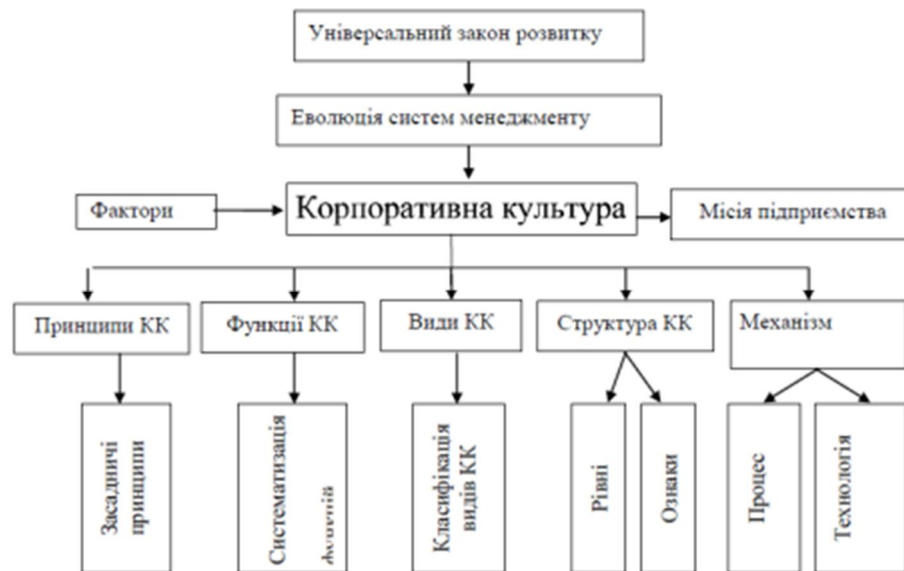 Універсальний закон розвитку
Еволюція систем менеджменту
Фактори
Корпоративна культура
Місія підприємства
Принципи КК
Функції КК
Види КК
Структура КК
Механізм
Засадничі
принципи
Систематизація
Класифікація
видів КК
Рівні
Ознаки
Процес
Технологія